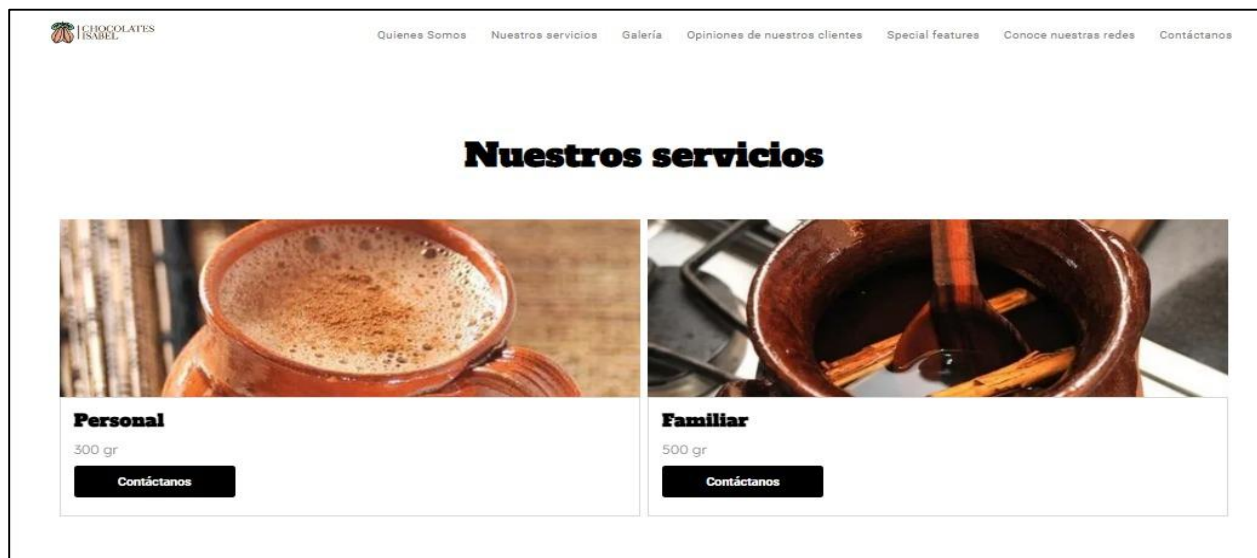 CHOCOLATES
ISABEL
Quienes Somos Nuestros servicios Galería Opiniones de nuestros clientes Special features Conoce nuestras redes Contáctanos
Nuestros servicios
Personal
300 gr
Contáctanos
Familiar
500 gr
Contáctanos